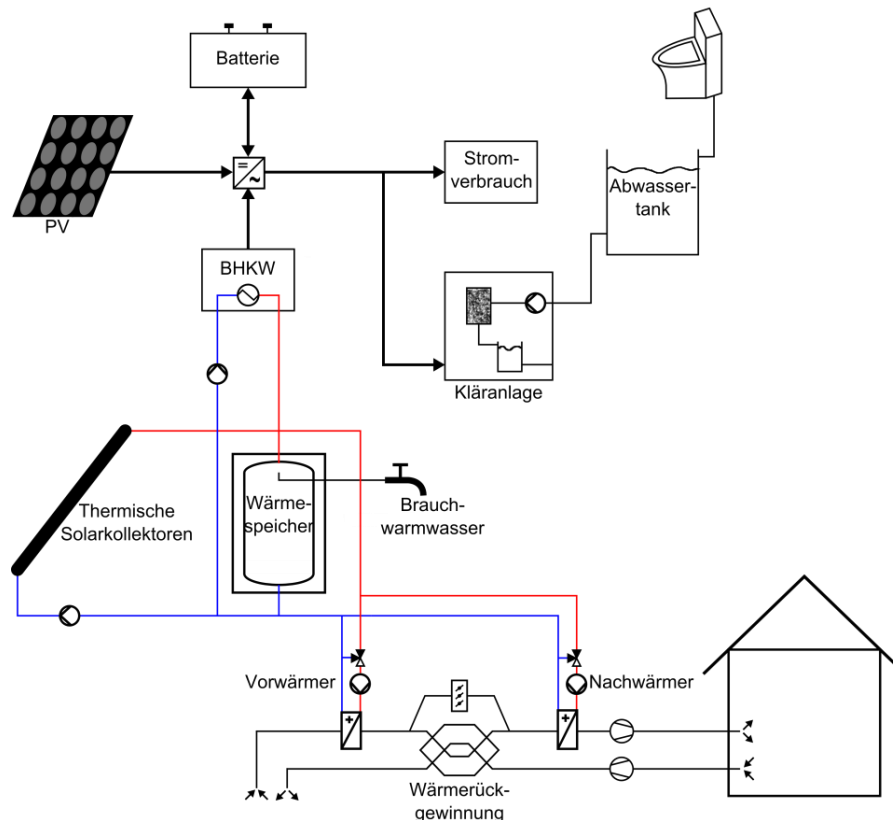 Batterie
PV
Strom-
verbrauch
Abwasser-
tank
BHKW
Kläranlage
Thermische
Solarkollektoren
Wärme-
speicher
Brauch-
warmwasser
Vorwärmer
Nachwärmer
Wärmerück-
gewinnung